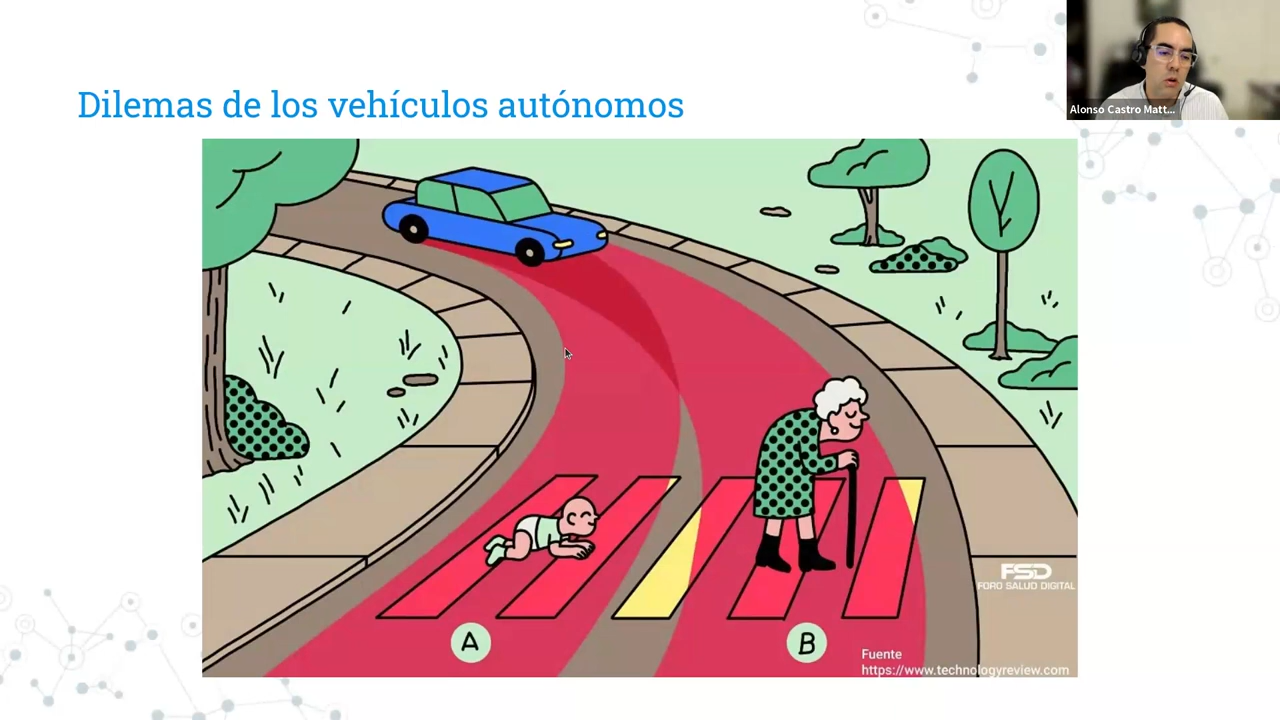 Alonso Castro Matt...
Dilemas de los vehículos autónomos
FSD
FORO SALUD DIGITAL
A
B
Fuente
https://www.technologyreview.com